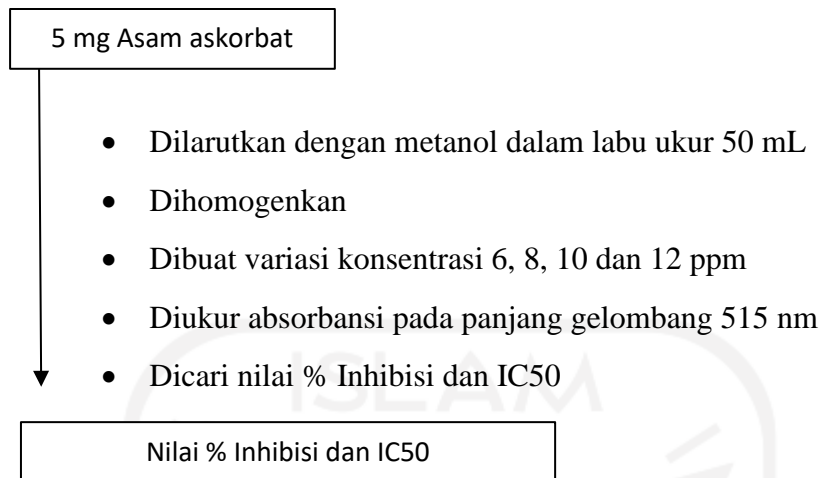 5 mg Asam askorbat
• Dilarutkan dengan metanol dalam labu ukur 50 mL
• Dihomogenkan
• Dibuat variasi konsentrasi 6, 8, 10 dan 12 ppm
• Diukur absorbansi pada panjang gelombang 515 nm
• Dicari nilai % Inhibisi dan IC50
ISLAM
Nilai % Inhibisi dan IC50